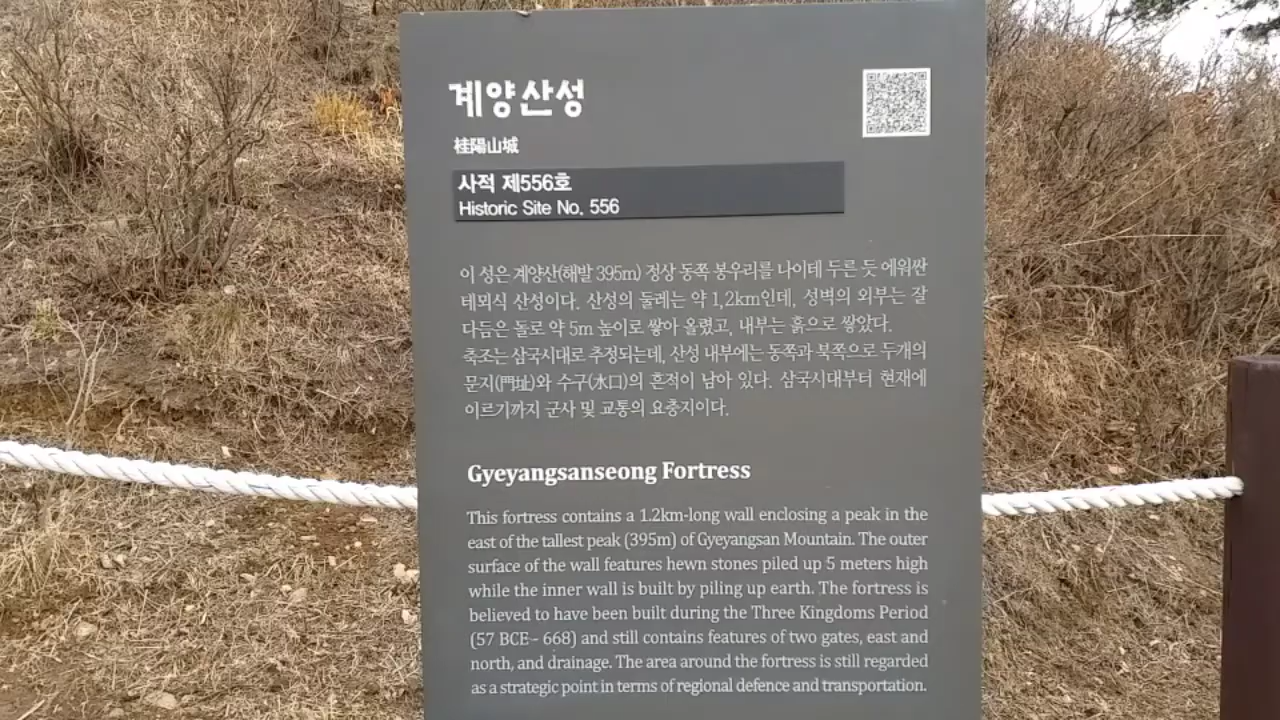 계양산성
桂陽山城
사적 제556호
Historic Site No. 556
이 성은 계양산(해발 395m) 정상 동쪽 봉우리를 나이테 두른 듯 에워싼
테뫼식 산성이다. 산성의 둘레는 약 1,2km인데, 성벽의 외부는 잘
다듬은 돌로 약 5m 높이로 쌓아 올렸고, 내부는 흙으로 쌓았다.
축조는 삼국시대로 추정되는데, 산성 내부에는 동쪽과 북쪽으로 두개의
문지(門址)와 수구(水口)의 흔적이 남아 있다. 삼국시대부터 현재에
이르기까지 군사 및 교통의 요충지이다.
Gyeyangsanseong Fortress
This fortress contains a 1.2km-long wall enclosing a peak in the
east of the tallest peak (395m) of Gyeyangsan Mountain. The outer
surface of the wall features hewn stones piled up 5 meters high
while the inner wall is built by piling up earth. The fortress is
believed to have been built during the Three Kingdoms Period
(57 BCE- 668) and still contains features of two gates, east and
north, and drainage. The area around the fortress is still regarded
as a strategic point in terms of regional defence and transportation.